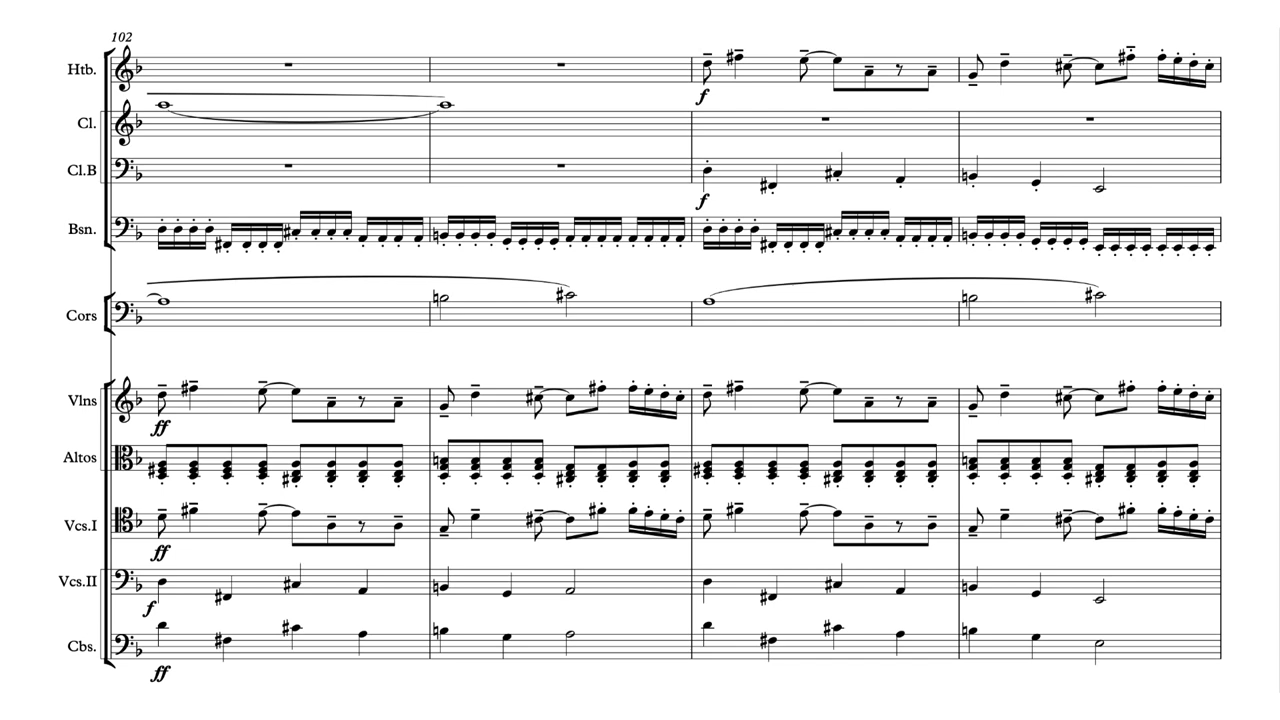 102
Htb.
f
Cl.
Cl.B
f
Bsn.
Cors
Vlns
ff
Altos
Vcs.I
ff
Vcs.II
f
Cbs.
ff